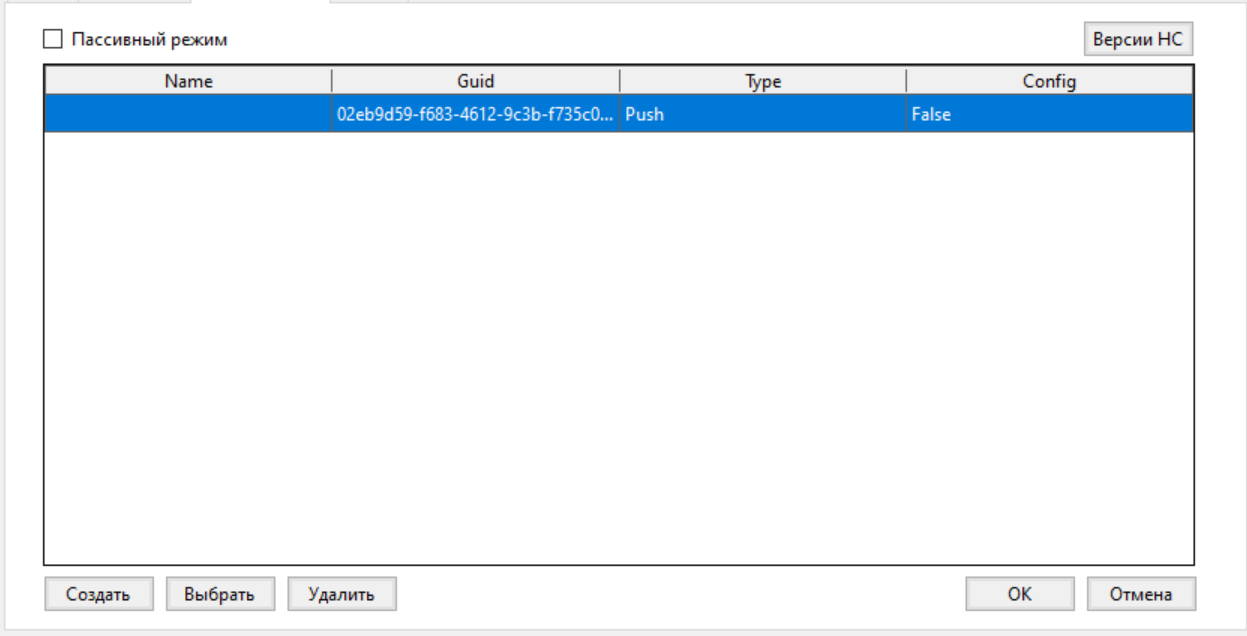 Пассивный режим
Версии НС
Name Guid Type Config
02eb9d59-f683-4612-9c3b-f735c0... Push False
Создать Выбрать Удалить OK Отмена